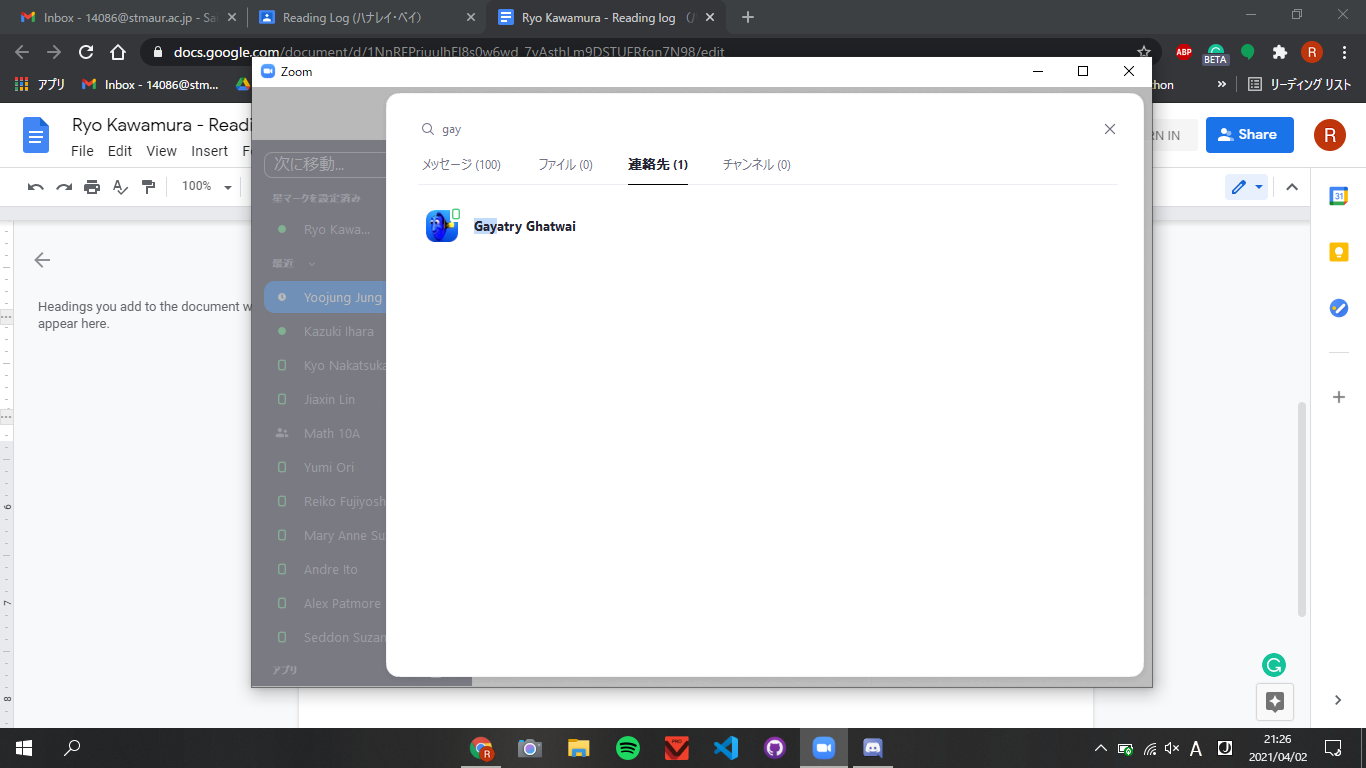 Inbox - 14086@stmaur.ac.jp - Sai
Reading Log (ハナレイ・ベイ)
Ryo Kawamura - Reading log (
docs.google.com/document/d/
/edit
ABP
BETA
R
アプリ
Inbox - 14086@stm...
thon
»
リーディング リスト
Zoom
Ryo Kawamura - Readi
File Edit View Insert F
RN IN
Share
R
100%
Headings you add to the document w
appear here.
gay
メッセージ (100)
ファイル (0)
連絡先 (1)
チャンネル (0)
Gayatry Ghatwai
次に移動...
星マークを設定済み
Ryo Kawa...
最近
Yoojung Jung
Kazuki Ihara
Kyo Nakatsuka
Jiaxin Lin
Math 10A
Yumi Ori
Reiko Fujiyosh
Mary Anne Su
Andre Ito
Alex Patmore
Seddon Suzan
アプリ
6
7
8
31
A
J
21:26
2021/04/02